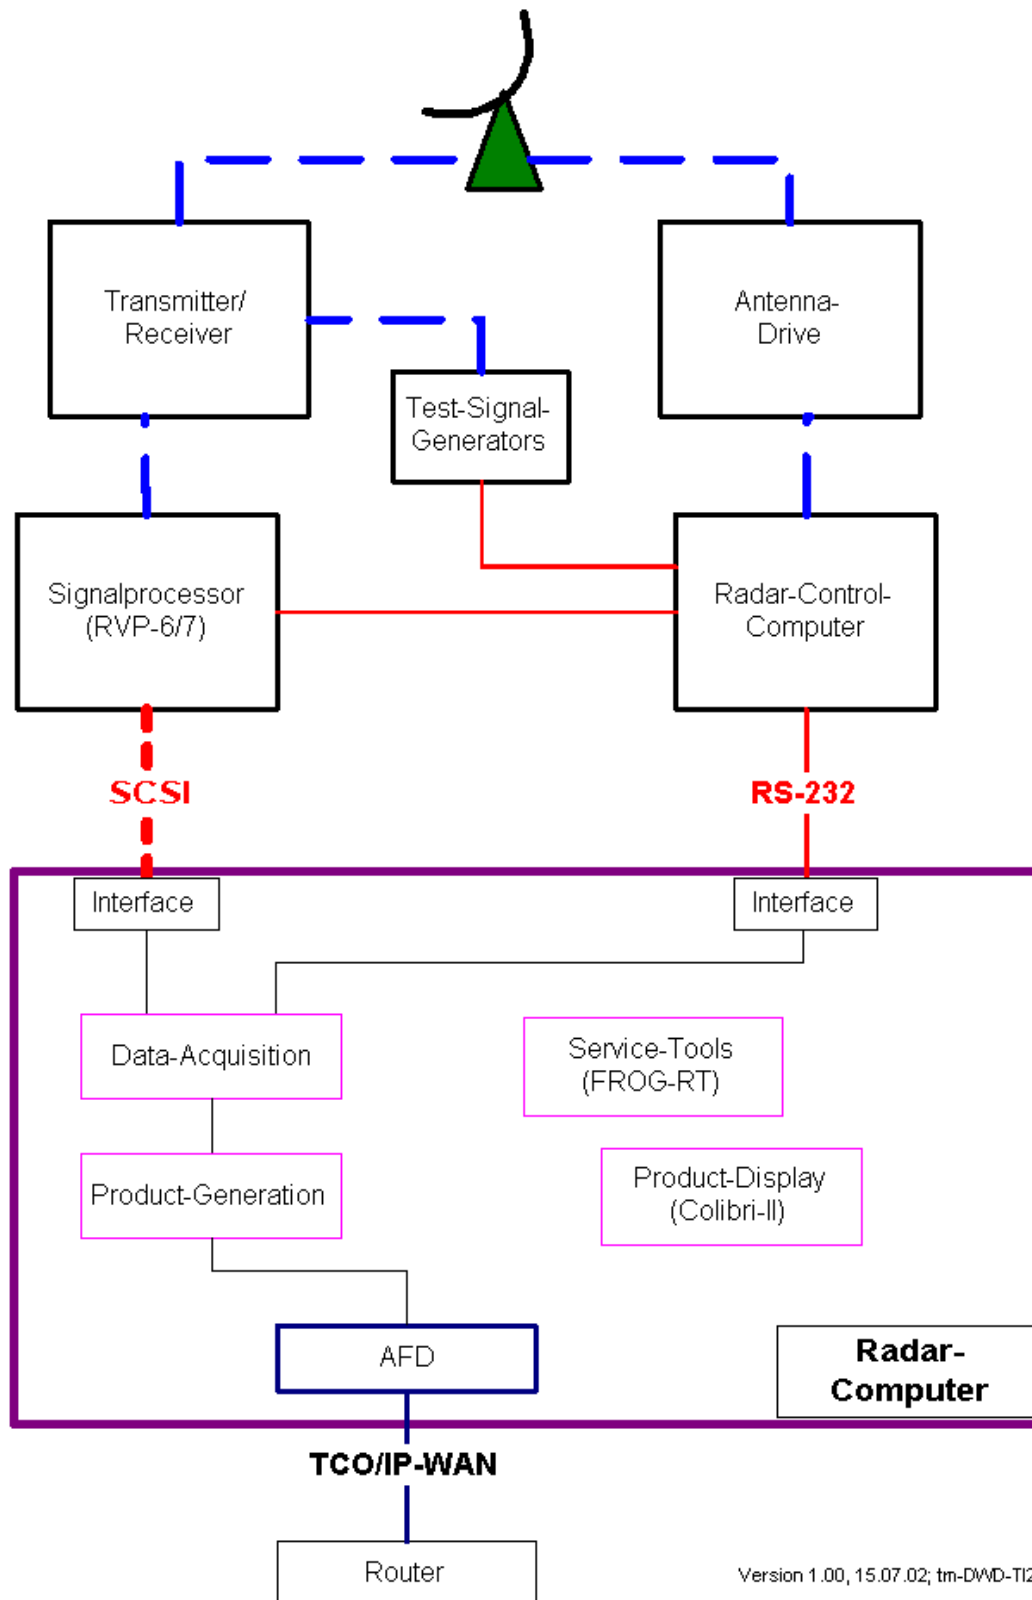 Transmitter/
Receiver
Antenna-
Drive
Test-Signal-
Generators
Signalprocessor
(RVP-6/7)
Radar-Control-
Computer
SCSI
RS-232
Interface
Interface
Data-Acquisition
Service-Tools
(FROG-RT)
Product-Generation
Product-Display
(Colibri-II)
AFD
Radar-
Computer
TCO/IP-WAN
Router
Version 1.00, 15.07.02; tm-DWD-TI2